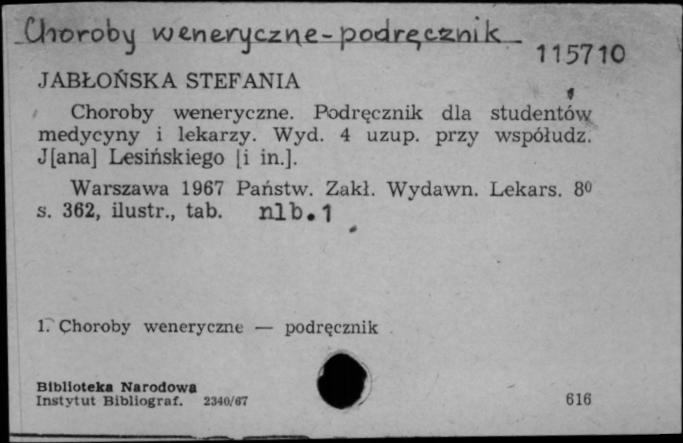 Choroby weneryczne - podręcznik
115710
JABŁOŃSKA STEFANIA
Choroby weneryczne. Podręcznik dla studentów
medycyny i lekarzy. Wyd. 4 uzup. przy współudz.
J[ana] Lesińskiego [i in.].
Warszawa 1967 Państw. Zakł. Wydawn. Lekars. 8⁰
s. 362, ilustr., tab. nlb. 1
1. Choroby weneryczne — podręcznik
Biblioteka Narodowa
Instytut Bibliograf. 2340/67
616